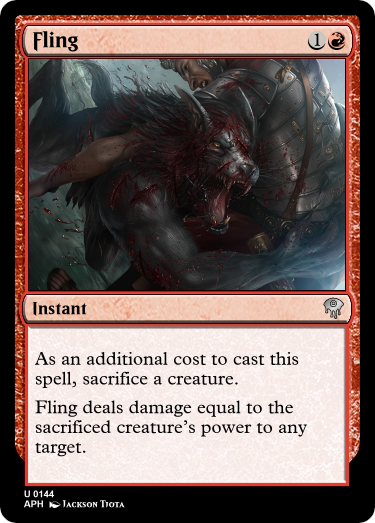 Fling 1
Instant
As an additional cost to cast this
spell, sacrifice a creature.
Fling deals damage equal to the
sacrificed creature's power to any
target.
U 0144
APH Jackson Tjota